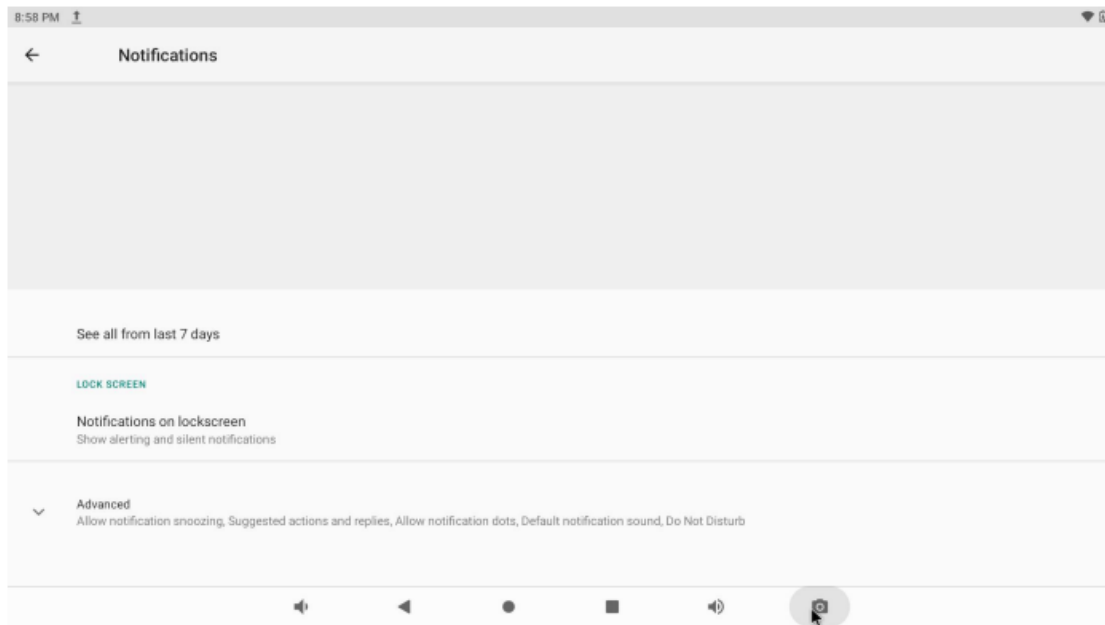 8:58 PM
Notifications
See all from last 7 days
LOCK SCREEN
Notifications on lockscreen
Show alerting and silent notifications
Advanced
Allow notification snoozing, Suggested actions and replies, Allow notification dots, Default notification sound, Do Not Disturb